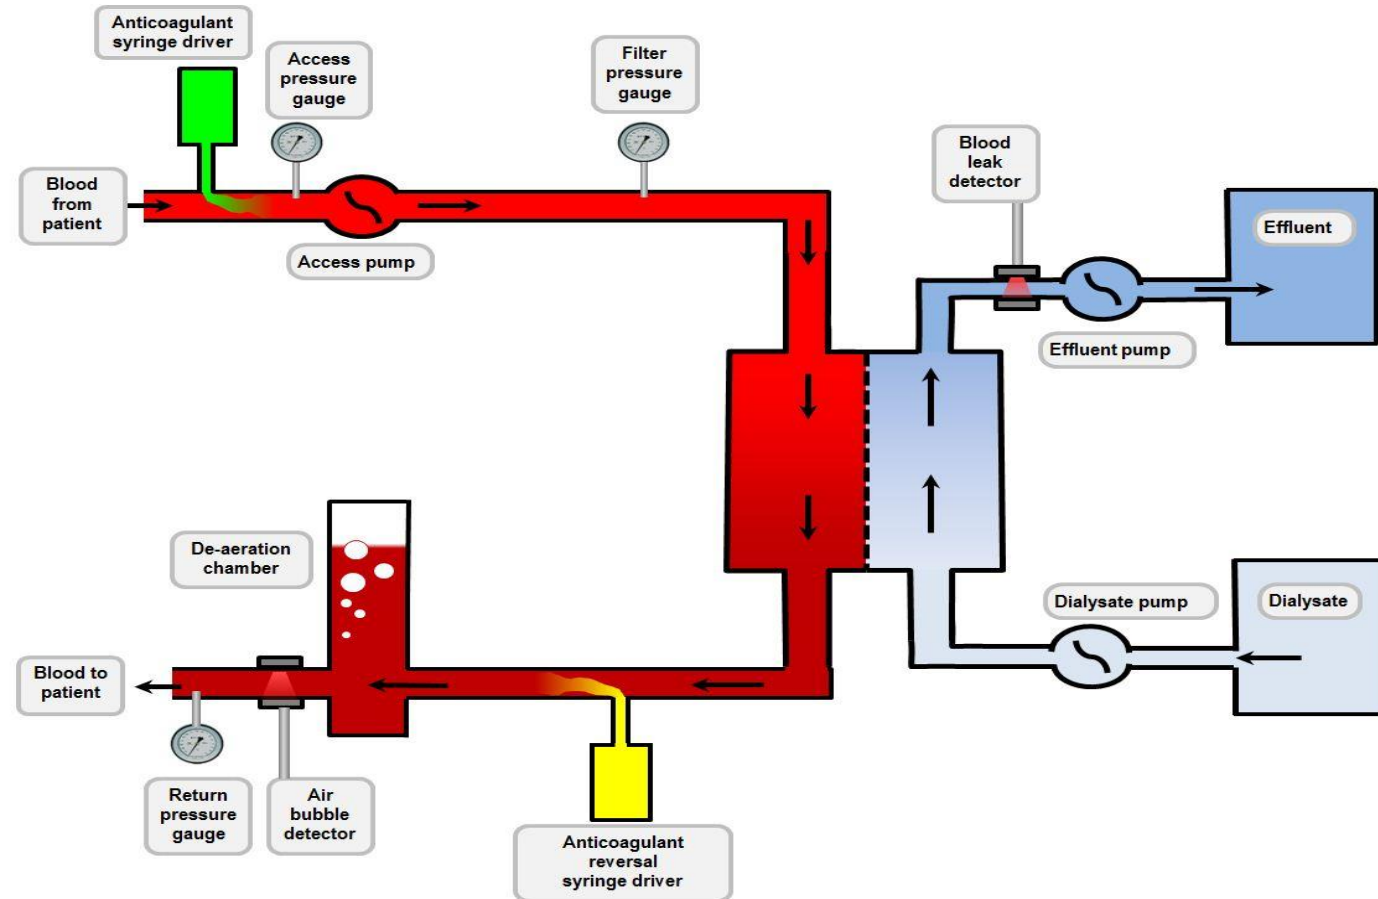 Anticoagulant
syringe driver
Access
pressure
gauge
Filter
pressure
gauge
Blood
leak
detector
Blood
from
patient
Effluent
Access pump
Effluent pump
De-aeration
chamber
Dialysate pump
Dialysate
Blood to
patient
Return
pressure
gauge
Air
bubble
detector
Anticoagulant
reversal
syringe driver